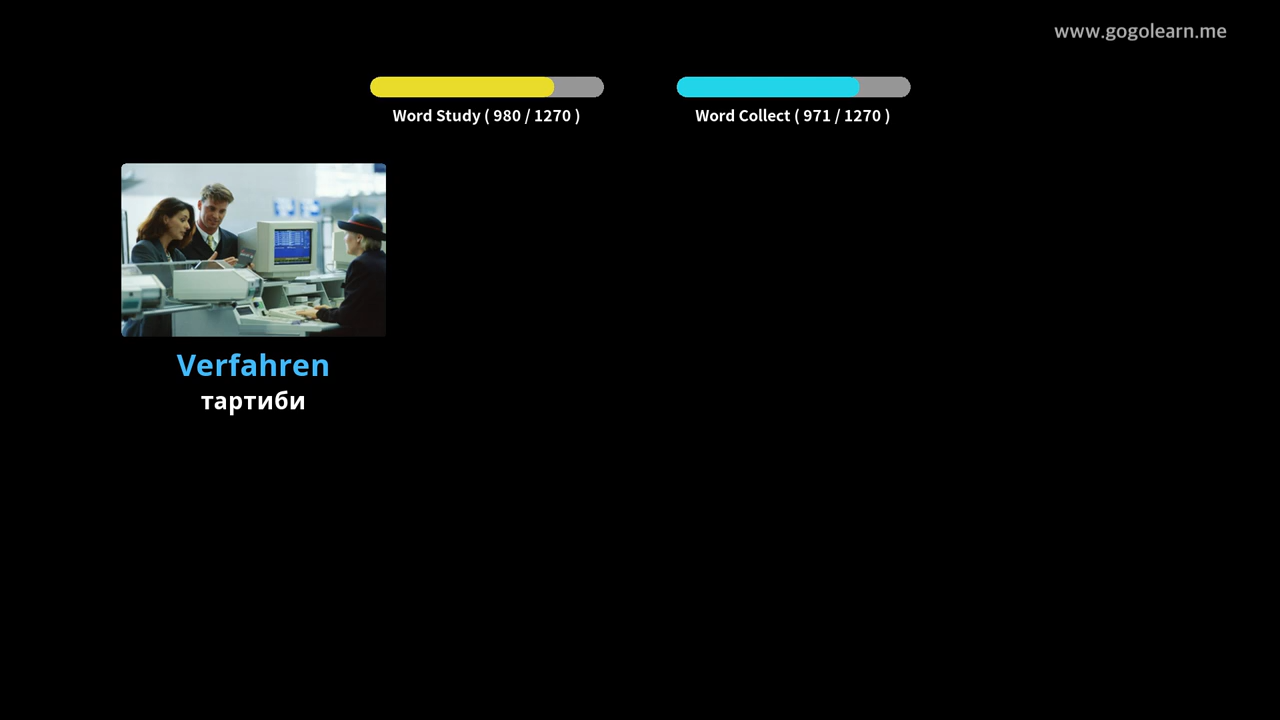 www.gogolearn.me
Word Study ( 980 / 1270 )
Word Collect ( 971 / 1270 )
Verfahren
тартиби